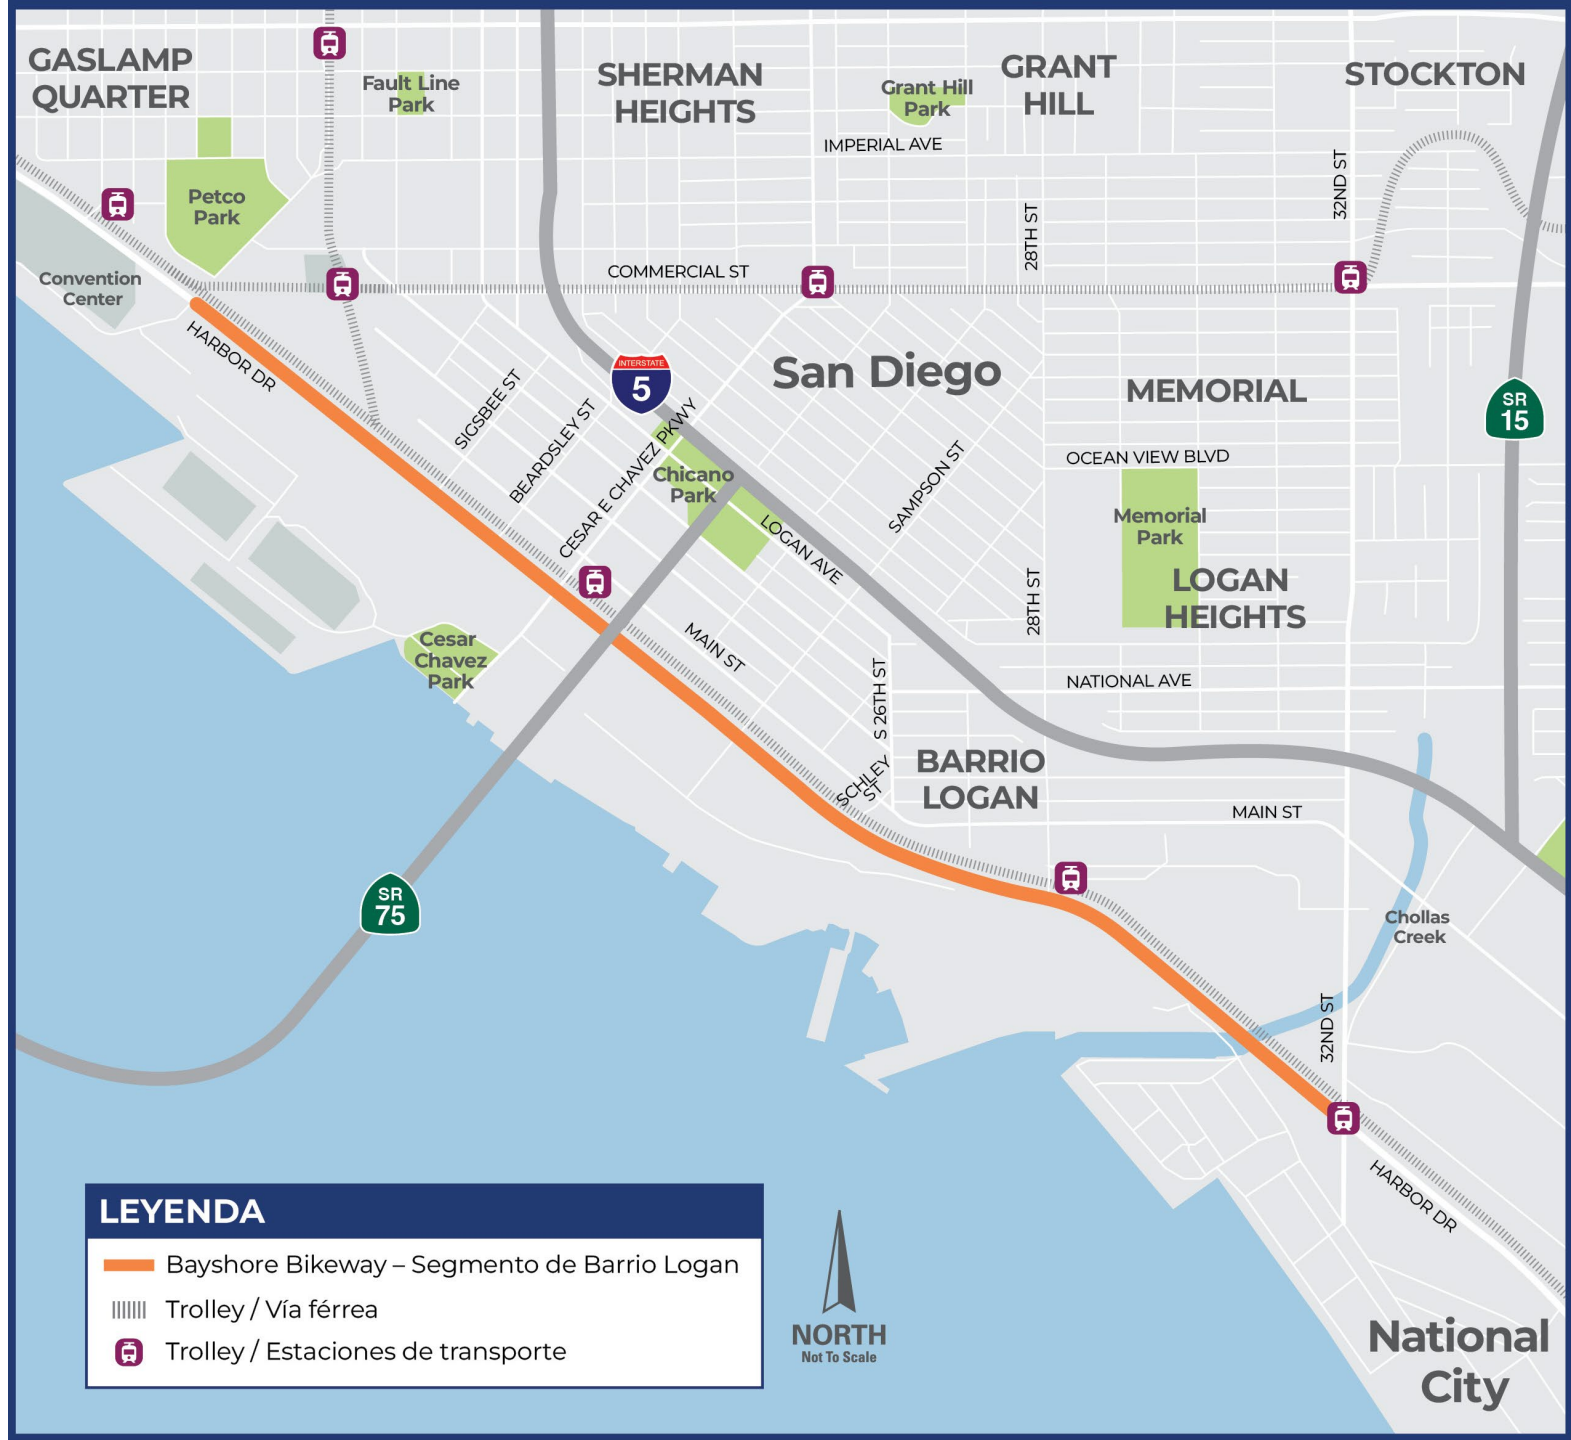 GASLAMP
QUARTER
Fault Line
Park
SHERMAN
HEIGHTS
Grant Hill
Park
GRANT
HILL
STOCKTON
IMPERIAL AVE
32ND ST
28TH ST
Petco
Park
Convention
Center
COMMERCIAL ST
HARBOR DR
INTERSTATE
5
San Diego
MEMORIAL
SR
15
SIGSBEE ST
BEARDSLEY ST
CESAR E CHAVEZ PKWY
Chicano
Park
LOGAN AVE
SAMPSON ST
OCEAN VIEW BLVD
Memorial
Park
LOGAN
HEIGHTS
28TH ST
Cesar
Chavez
Park
MAIN ST
S 26TH ST
NATIONAL AVE
SCHLEY
ST
BARRIO
LOGAN
MAIN ST
SR
75
Chollas
Creek
32ND ST
HARBOR DR
LEYENDA
Bayshore Bikeway – Segmento de Barrio Logan
Trolley / Vía férrea
Trolley / Estaciones de transporte
NORTH
Not To Scale
National
City